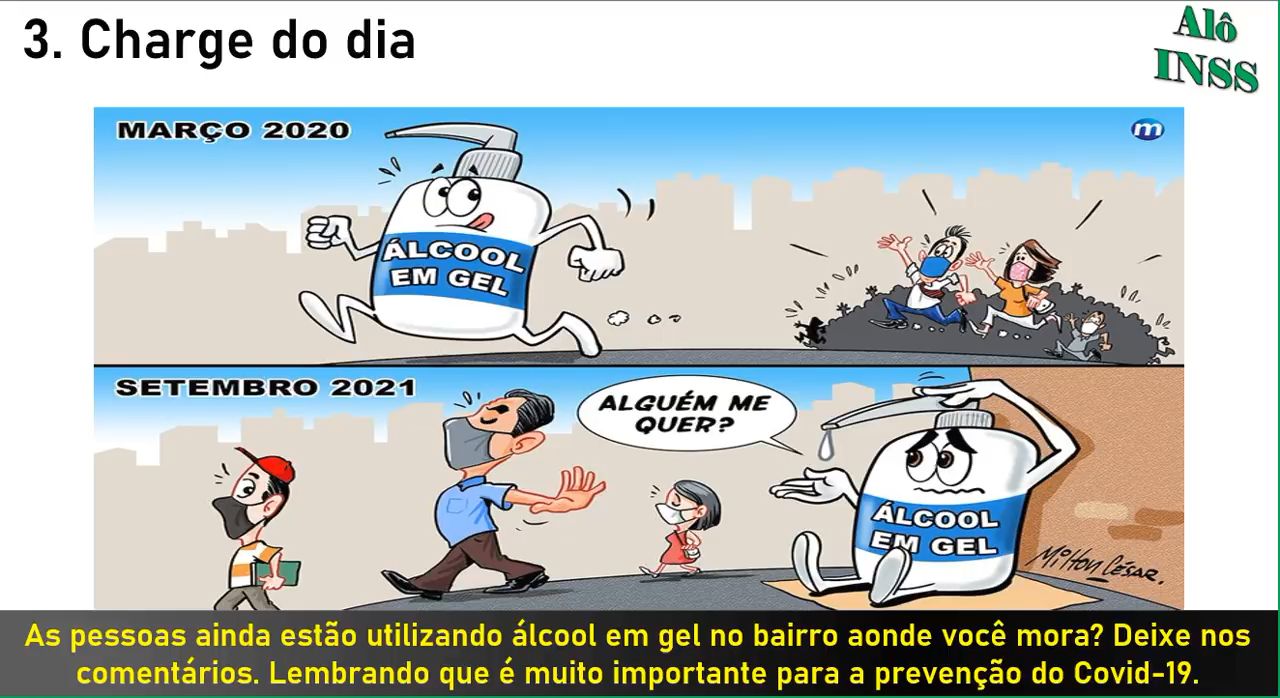 3. Charge do dia
Alô
INSS
MARÇO 2020
m
ÁLCOOL
EM GEL
SETEMBRO 2021
ALGUÉM ME
QUER?
ÁLCOOL
EM GEL
Milton César.
As pessoas ainda estão utilizando álcool em gel no bairro aonde você mora? Deixe nos
comentários. Lembrando que é muito importante para a prevenção do Covid-19.